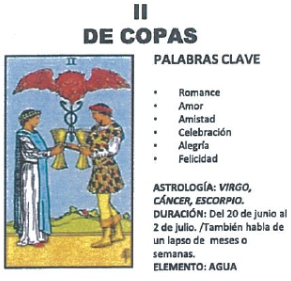 II
DE COPAS
PALABRAS CLAVE
• Romance
• Amor
• Amistad
• Celebración
• Alegría
• Felicidad
ASTROLOGÍA: VIRGO,
CÁNCER, ESCORPIO.
DURACIÓN: Del 20 de junio al
2 de julio. /También habla de
un lapso de meses o
semanas.
ELEMENTO: AGUA
II